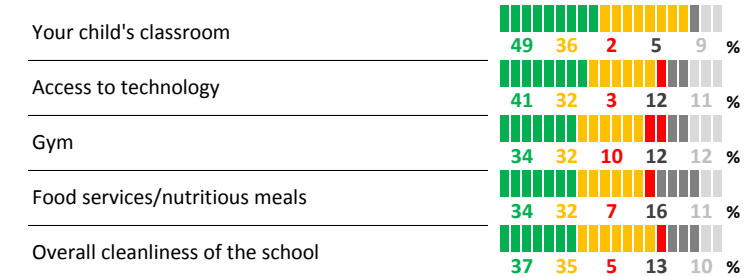 Your child's classroom
49 36 2 5 9 %
Access to technology
41 32 3 12 11 %
Gym
34 32 10 12 12 %
Food services/nutritious meals
34 32 7 16 11 %
Overall cleanliness of the school
37 35 5 13 10 %